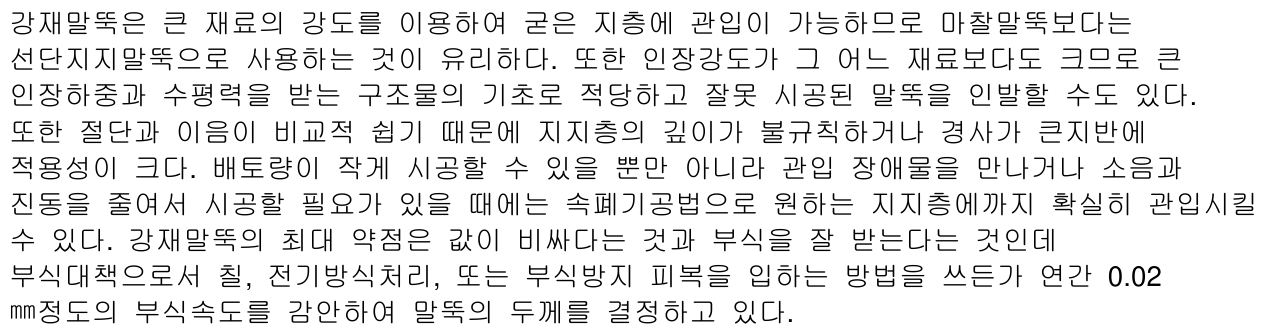 강재말뚝은 큰 재료의 강도를 이용하여 굳은 지층에 관입이 가능하므로 마찰말뚝보다는
선단지지말뚝으로 사용하는 것이 유리하다. 또한 인장강도가 그 어느 재료보다도 크므로 큰
인장하중과 수평력을 받는 구조물의 기초로 적당하고 잘못 시공된 말뚝을 인발할 수도 있다.
또한 절단과 이음이 비교적 쉽기 때문에 지지층의 깊이가 불규칙하거나 경사가 큰지반에
적용성이 크다. 배토량이 작게 시공할 수 있을 뿐만 아니라 관입 장애물을 만나거나 소음과
진동을 줄여서 시공할 필요가 있을 때에는 속폐기공법으로 원하는 지지층에까지 확실히 관입시킬
수 있다. 강재말뚝의 최대 약점은 값이 비싸다는 것과 부식을 잘 받는다는 것인데
부식대책으로서 칠, 전기방식처리, 또는 부식방지 피복을 입하는 방법을 쓰든가 연간 0.02
㎜정도의 부식속도를 감안하여 말뚝의 두께를 결정하고 있다.